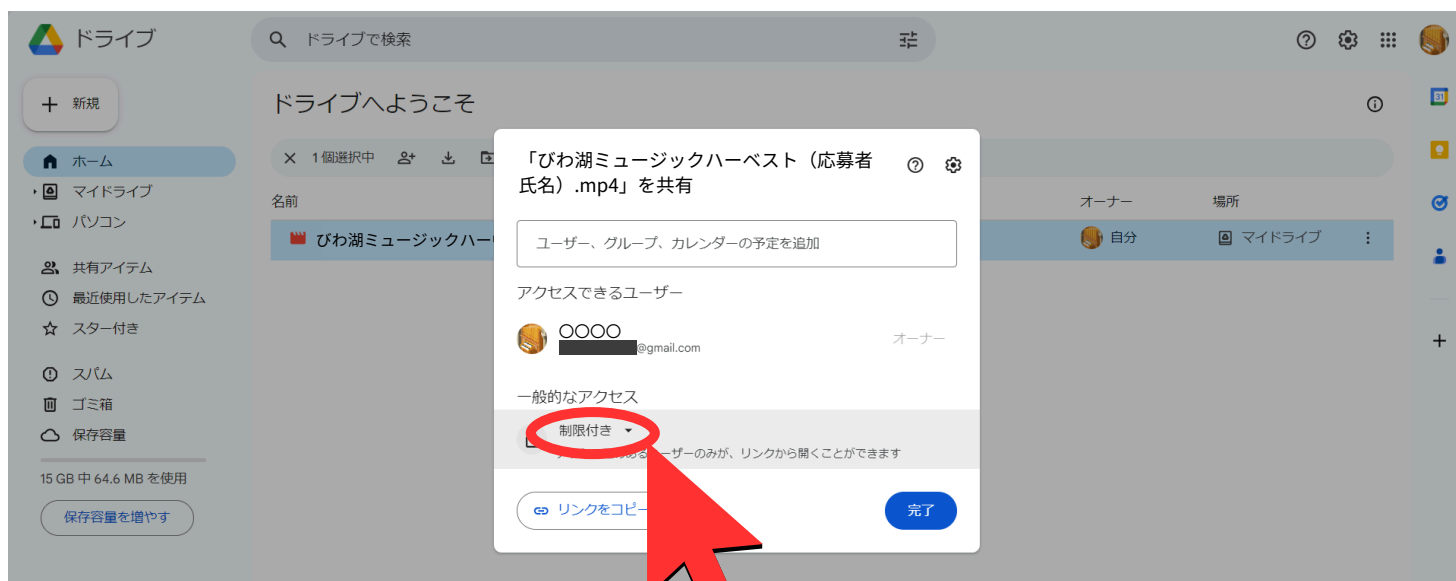 ドライブ
ドライブで検索
新規
ドライブへようこそ
31
ホーム
マイドライブ
パソコン
共有アイテム
最近使用したアイテム
スター付き
スパム
ゴミ箱
保存容量
15 GB 中 64.6 MB を使用
保存容量を増やす
1 個選択中
名前
オーナー
場所
びわ湖ミュージックハー
自分
マイドライブ
「びわ湖ミュージックハーベスト（応募者
氏名）.mp4」を共有
ユーザー、グループ、カレンダーの予定を追加
アクセスできるユーザー
〇〇〇〇
@gmail.com
オーナー
一般的なアクセス
制限付き
ーザーのみが、リンクから開くことができます
リンクをコピー
完了